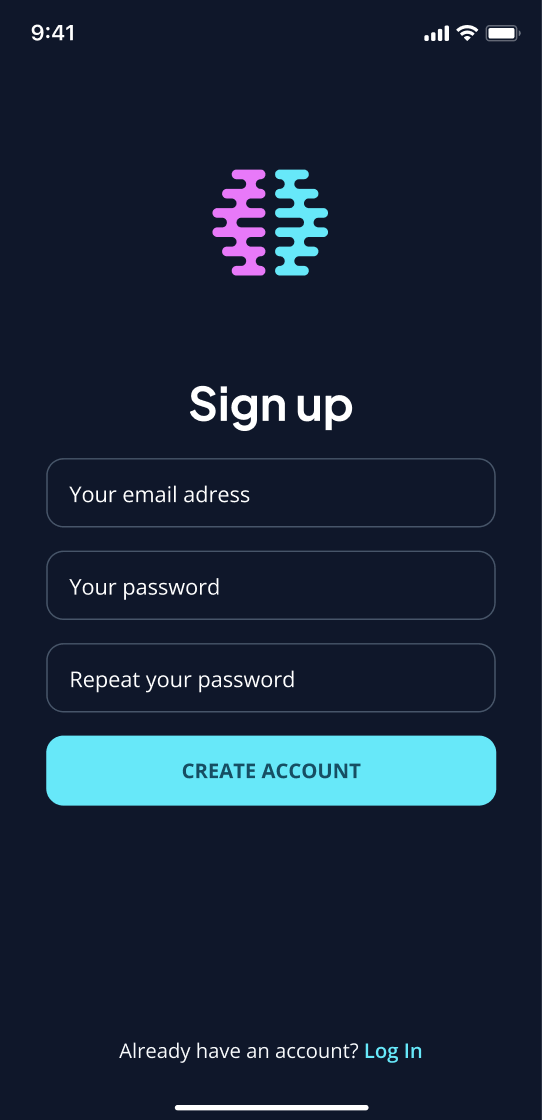 9:41
Sign up
Your email adress
Your password
Repeat your password
CREATE ACCOUNT
Already have an account? Log In